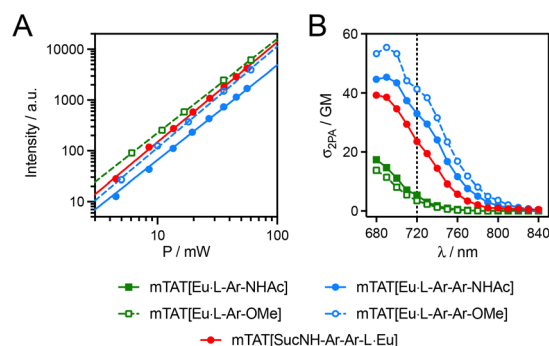 A
B
Intensity / a.u.
10000
1000
100
10
10
100
P / mW
σ2PA / GM
60
40
20
0
680
720
760
800
840
λ / nm
mTAT[Eu·L-Ar-NHAc]
mTAT[Eu·L-Ar-Ar-NHAc]
mTAT[Eu·L-Ar-OMe]
mTAT[Eu·L-Ar-Ar-OMe]
mTAT[SucNH-Ar-Ar-L·Eu]